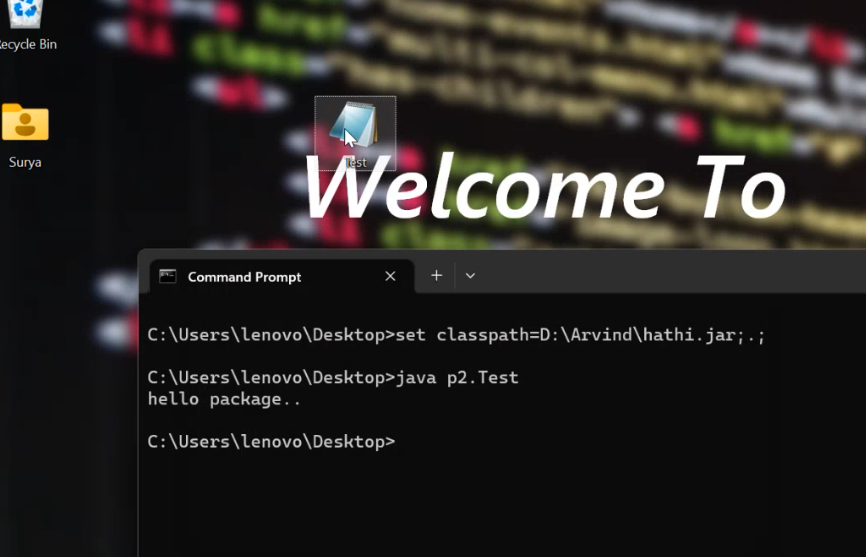 Recycle Bin
Surya
Test
Welcome To
Command Prompt
C:\Users\lenovo\Desktop>set classpath=D:\Arvind\hathi.jar;.;
C:\Users\lenovo\Desktop>java p2.Test
hello package..
C:\Users\lenovo\Desktop>